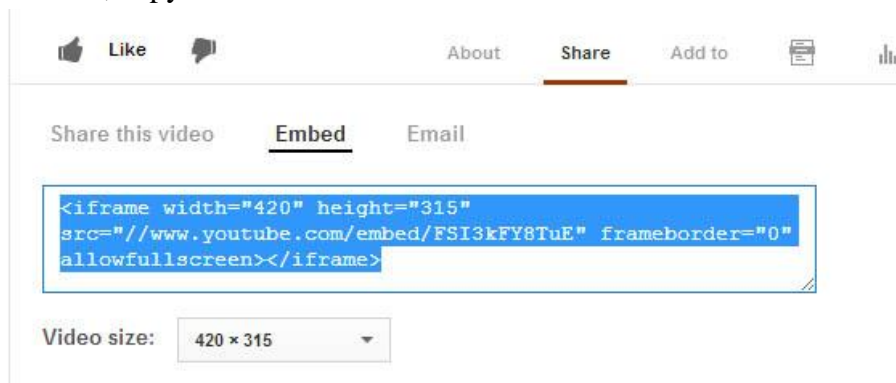 Like About Share Add to
Share this video Embed Email
<iframe width="420" height="315"
src="//www.youtube.com/embed/FSI3kFY8TuE" frameborder="0"
allowfullscreen></iframe>
Video size: 420 × 315